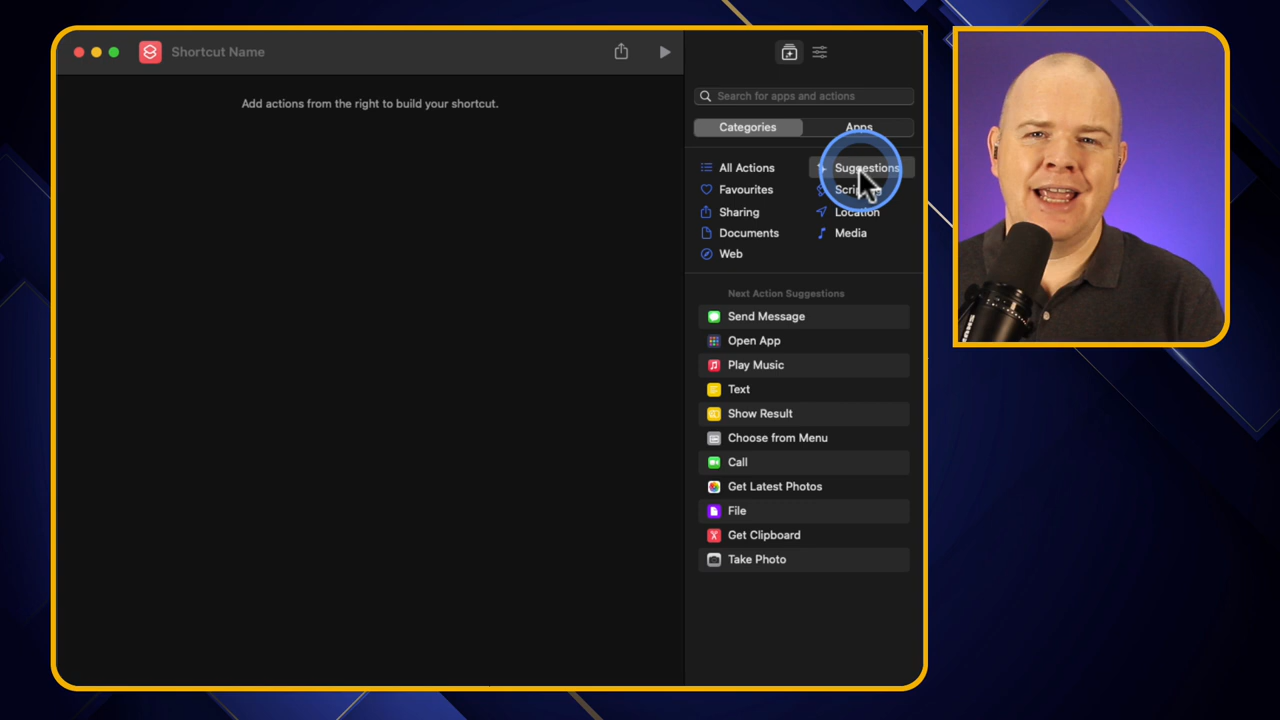 Shortcut Name
Add actions from the right to build your shortcut.
Search for apps and actions
Categories
Apps
All Actions
Suggestions
Favourites
Sharing
Location
Documents
Media
Web
Next Action Suggestions
Send Message
Open App
Play Music
Text
Show Result
Choose from Menu
Call
Get Latest Photos
File
Get Clipboard
Take Photo